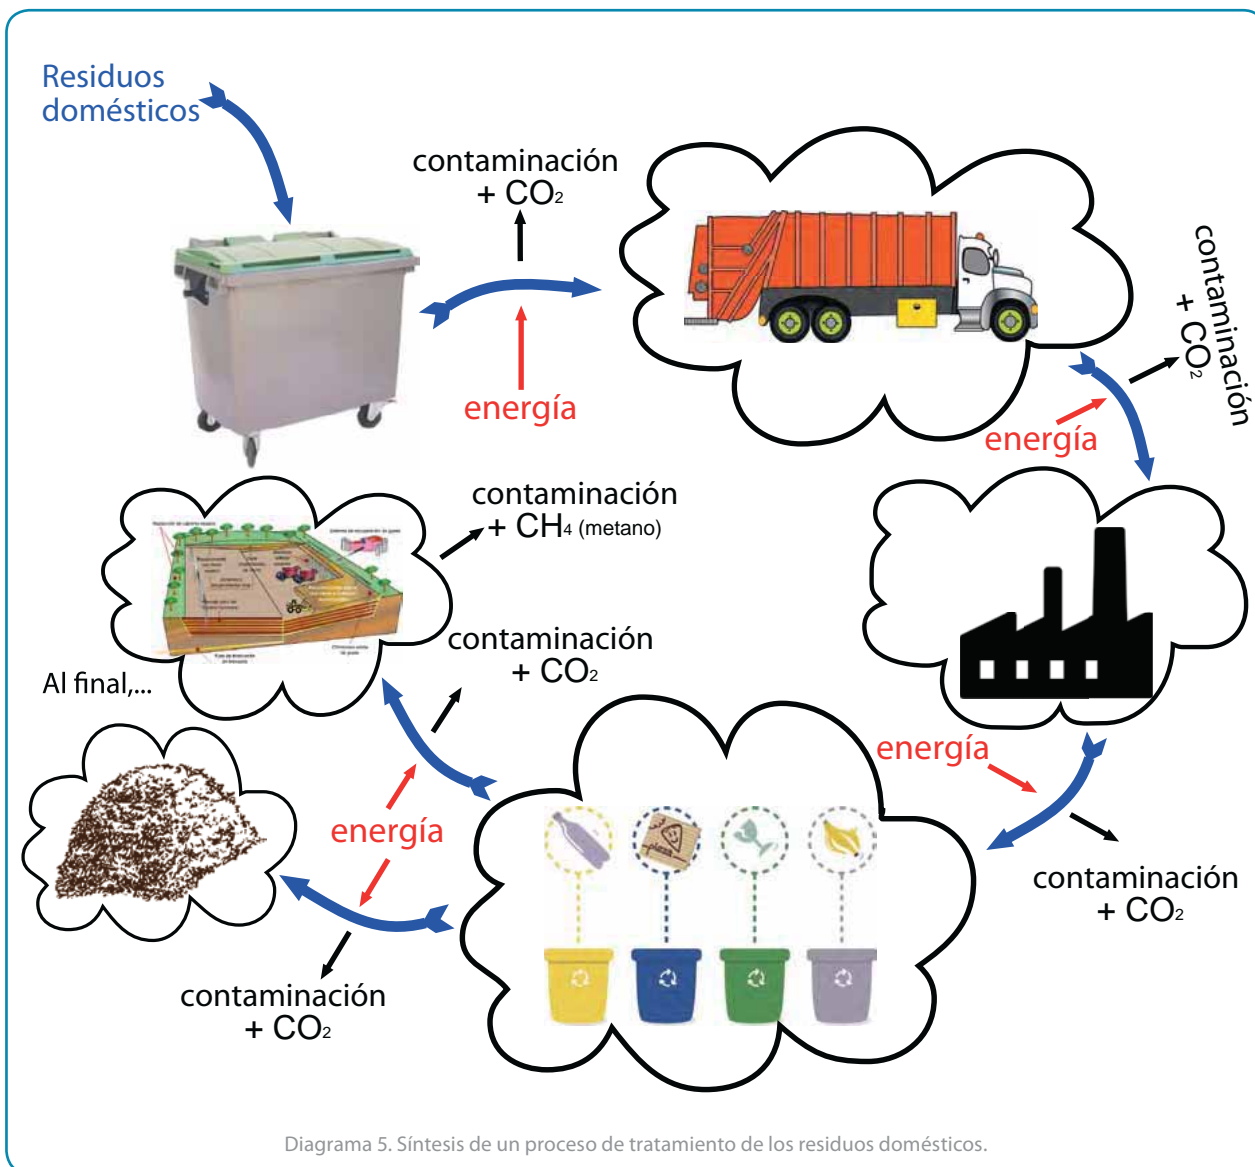 Residuos
domésticos
contaminación
+ CO₂
energía
contaminación
+ CO₂
energía
contaminación
+ CH₄ (metano)
contaminación
+ CO₂
Al final,...
energía
energía
contaminación
+ CO₂
contaminación
+ CO₂
Diagrama 5. Síntesis de un proceso de tratamiento de los residuos domésticos.